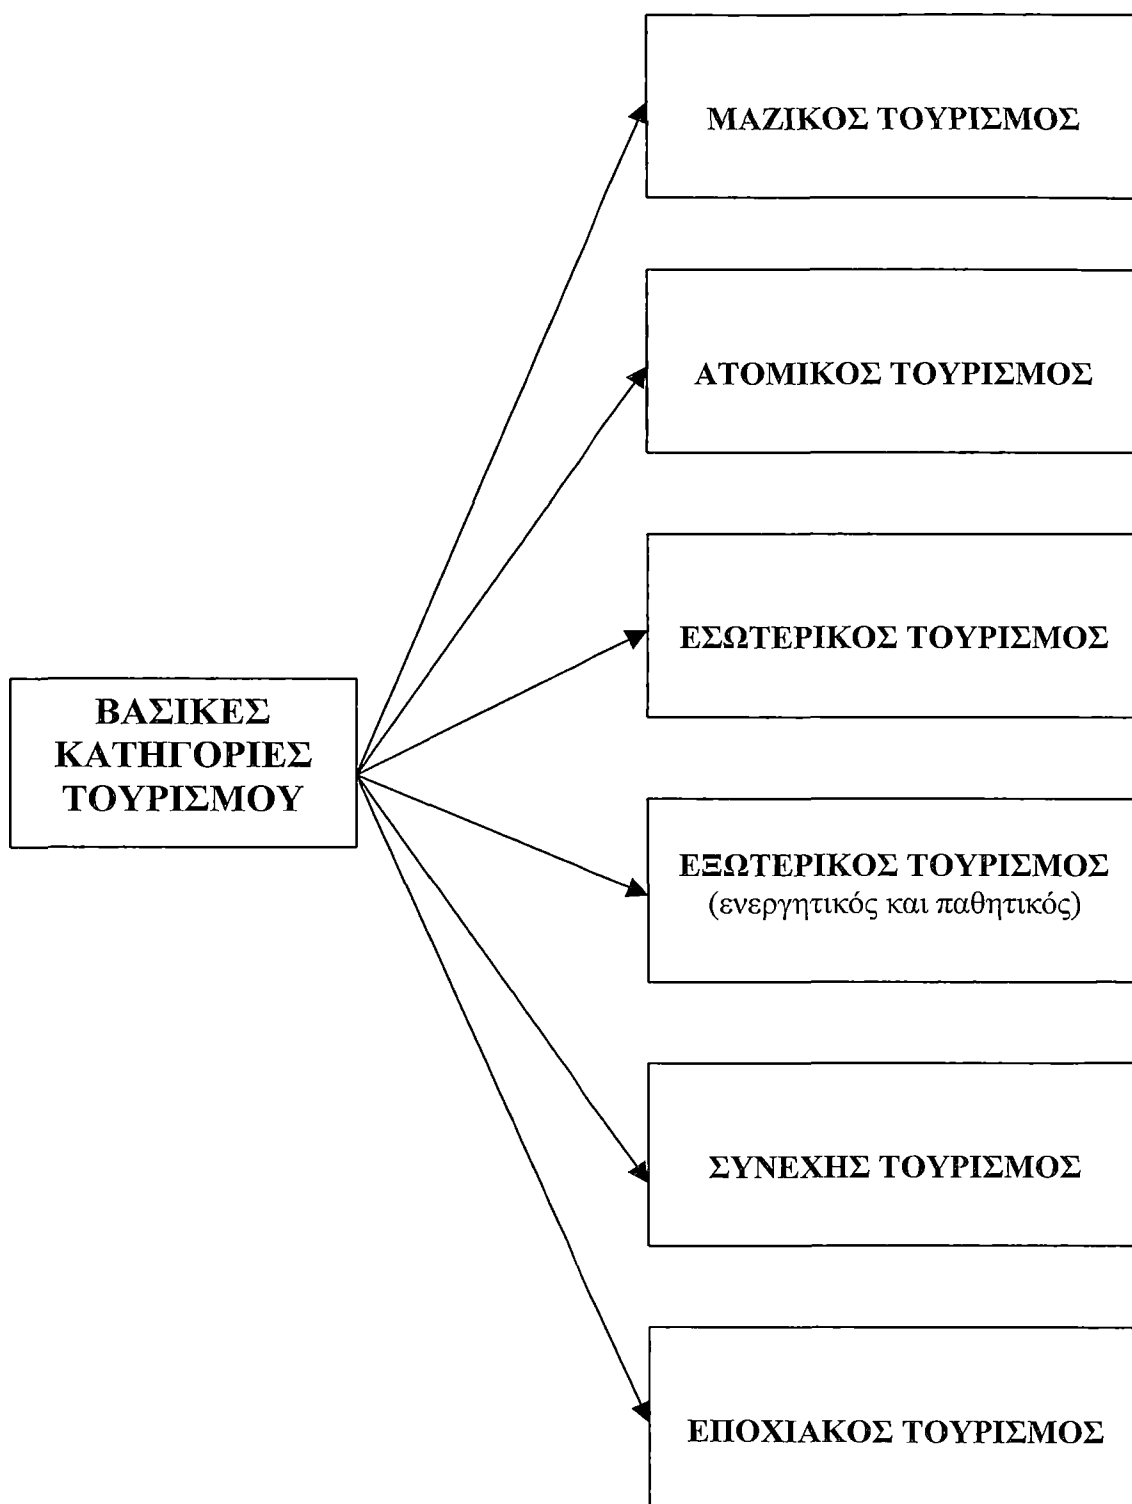 ΜΑΖΙΚΟΣ ΤΟΥΡΙΣΜΟΣ
ΑΤΟΜΙΚΟΣ ΤΟΥΡΙΣΜΟΣ
ΕΣΩΤΕΡΙΚΟΣ ΤΟΥΡΙΣΜΟΣ
ΒΑΣΙΚΕΣ
ΚΑΤΗΓΟΡΙΕΣ
ΤΟΥΡΙΣΜΟΥ
ΕΞΩΤΕΡΙΚΟΣ ΤΟΥΡΙΣΜΟΣ
(ενεργητικός και παθητικός)
ΣΥΝΕΧΗΣ ΤΟΥΡΙΣΜΟΣ
ΕΠΟΧΙΑΚΟΣ ΤΟΥΡΙΣΜΟΣ